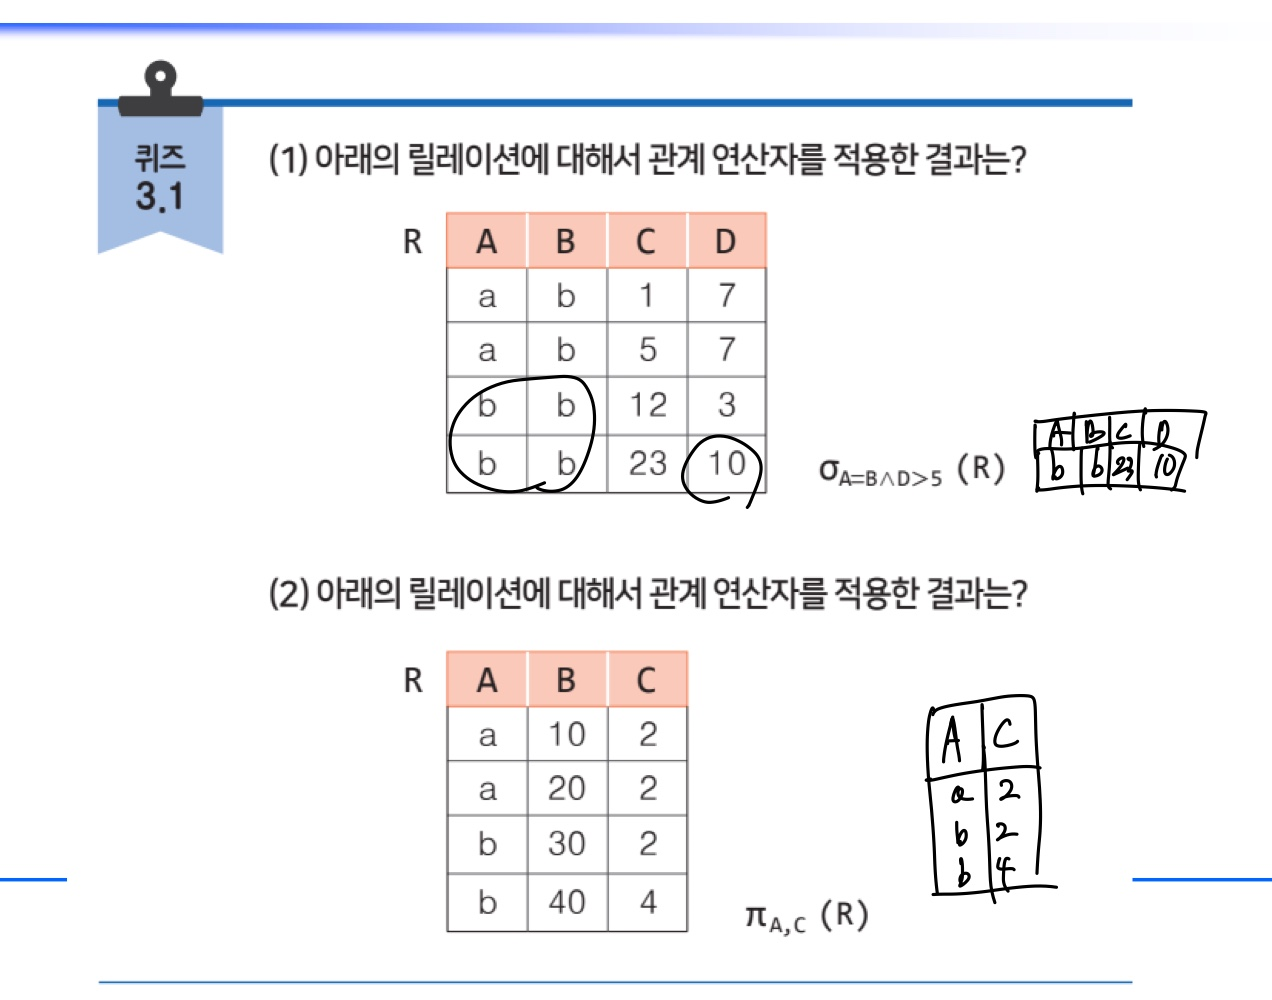 퀴즈
3.1
(1) 아래의 릴레이션에 대해서 관계 연산자를 적용한 결과는?
R A B C D
a b 1 7
a b 5 7
b b 12 3
b b 23 10
σA=B∧D>5 (R)
A B C D
b b 23 10
(2) 아래의 릴레이션에 대해서 관계 연산자를 적용한 결과는?
R A B C
a 10 2
a 20 2
b 30 2
b 40 4
πA,C (R)
A C
a 2
b 2
b 4